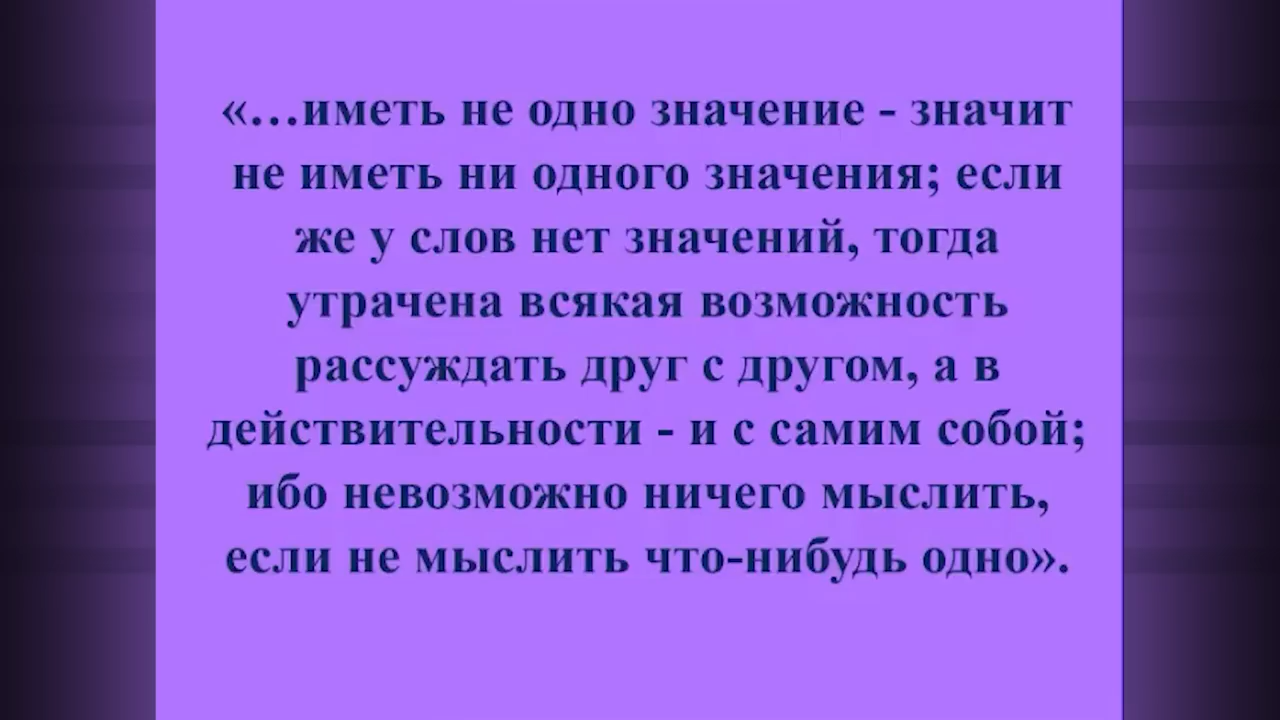 «…иметь не одно значение - значит
не иметь ни одного значения; если
же у слов нет значений, тогда
утрачена всякая возможность
рассуждать друг с другом, а в
действительности - и с самим собой;
ибо невозможно ничего мыслить,
если не мыслить что-нибудь одно».